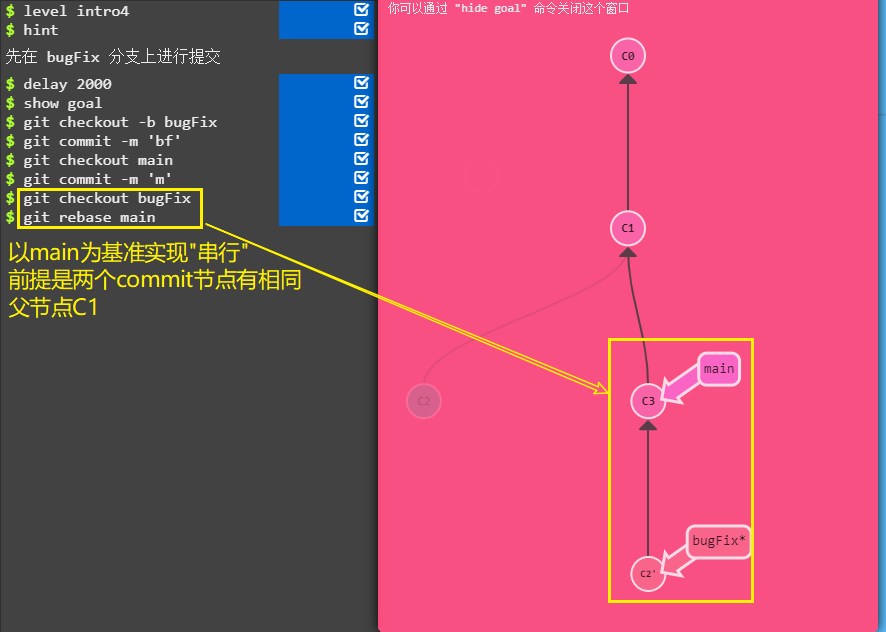 $ level intro4
$ hint
先在 bugFix 分支上进行提交
$ delay 2000
$ show goal
$ git checkout -b bugFix
$ git commit -m 'bf'
$ git checkout main
$ git commit -m 'm'
$ git checkout bugFix
$ git rebase main
以main为基准实现"串行"
前提是两个commit节点有相同
父节点C1
你可以通过 "hide goal" 命令关闭这个窗口
C0
C1
main
C2
C3
bugFix*
C2'